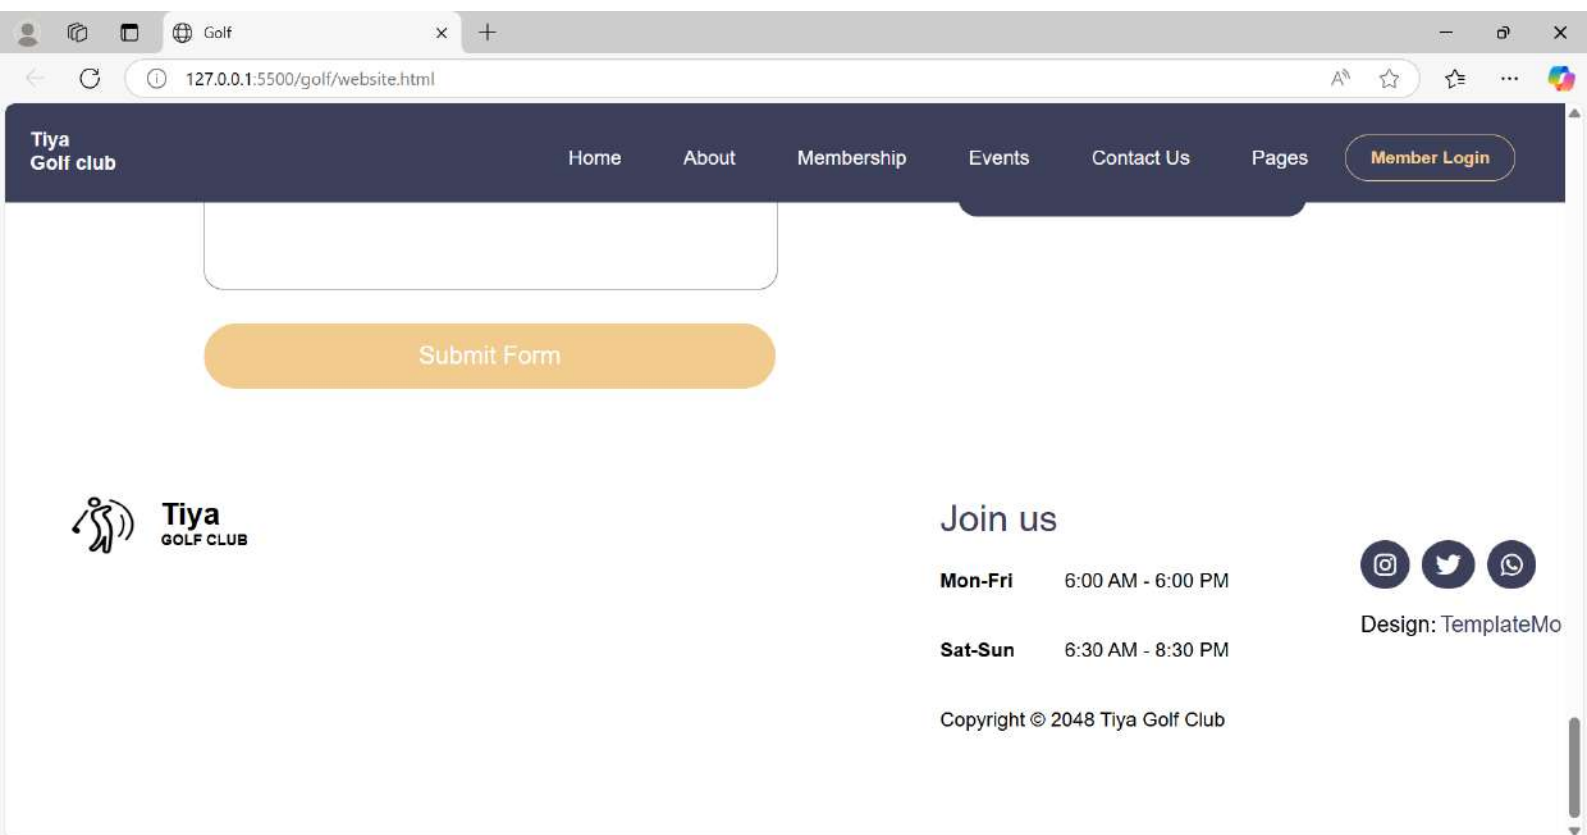 Golf
127.0.0.1:5500/golf/website.html
Tiya
Golf club
Home About Membership Events Contact Us Pages Member Login
Submit Form
Tiya
GOLF CLUB
Join us
Mon-Fri 6:00 AM - 6:00 PM
Sat-Sun 6:30 AM - 8:30 PM
Copyright © 2048 Tiya Golf Club
Design: TemplateMo